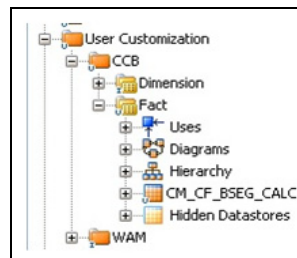 User Customization
CCB
Dimension
Fact
Uses
Diagrams
Hierarchy
CM_CF_BSEG_CALC
Hidden Datastores
WAM